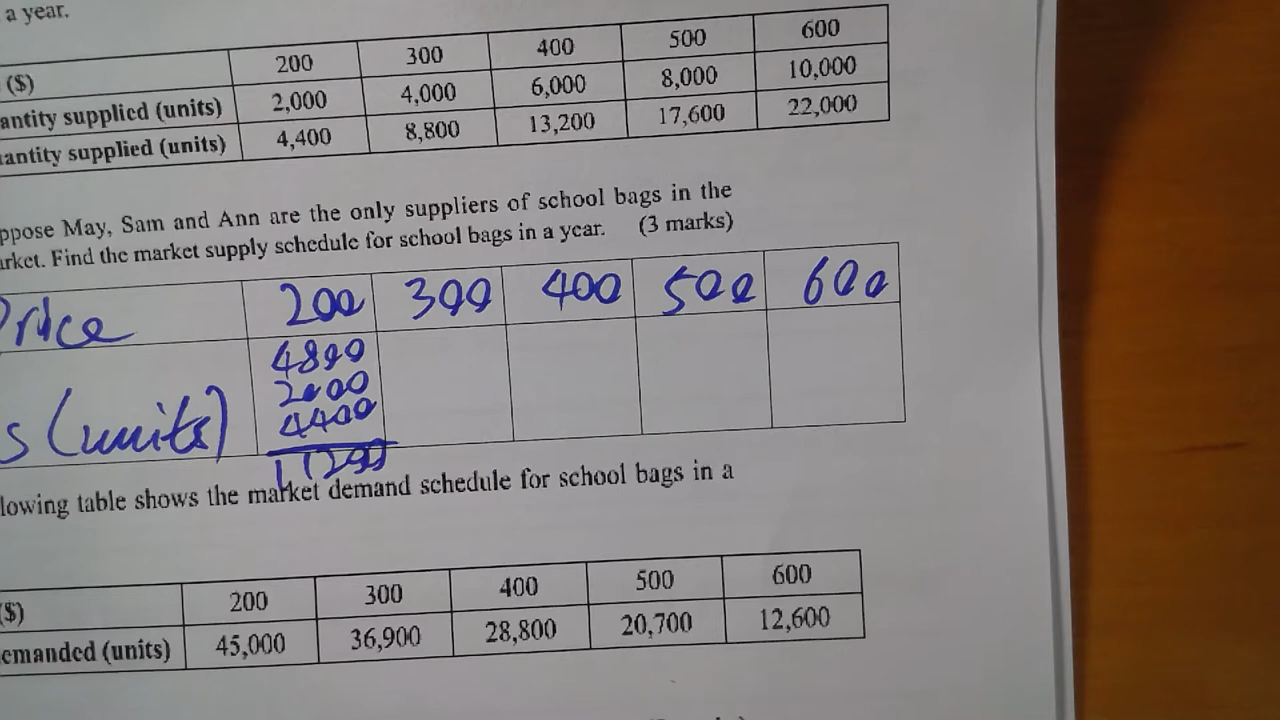 a year.
($) 200 300 400 500 600
antity supplied (units) 2,000 4,000 6,000 8,000 10,000
antity supplied (units) 4,400 8,800 13,200 17,600 22,000
ppose May, Sam and Ann are the only suppliers of school bags in the
arket. Find the market supply schedule for school bags in a year. (3 marks)
Price 200 300 400 500 600
s (units) 4800
2000
4400
11200
lowing table shows the market demand schedule for school bags in a
($) 200 300 400 500 600
emanded (units) 45,000 36,900 28,800 20,700 12,600